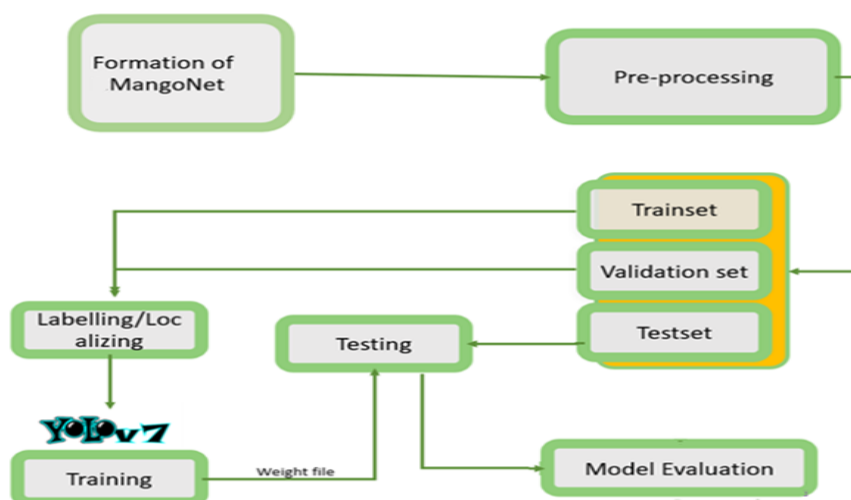 Formation of
MangoNet
Pre-processing
Trainset
Validation set
Testset
Labelling/Loc
alizing
Testing
YOLOv7
Training
Weight file
Model Evaluation